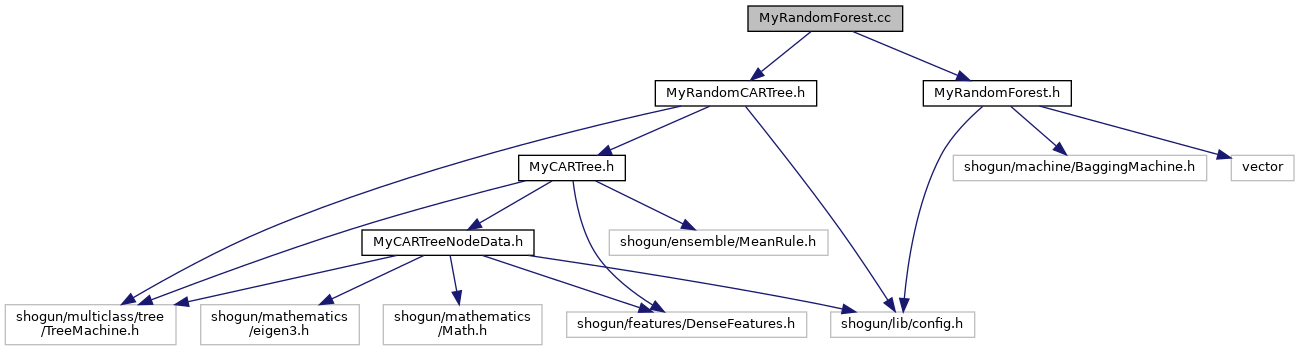 MyRandomForest.cc
MyRandomCARTree.h
MyRandomForest.h
MyCARTree.h
shogun/machine/BaggingMachine.h
vector
MyCARTreeNodeData.h
shogun/ensemble/MeanRule.h
shogun/multiclass/tree
/TreeMachine.h
shogun/mathematics
/eigen3.h
shogun/mathematics
/Math.h
shogun/features/DenseFeatures.h
shogun/lib/config.h